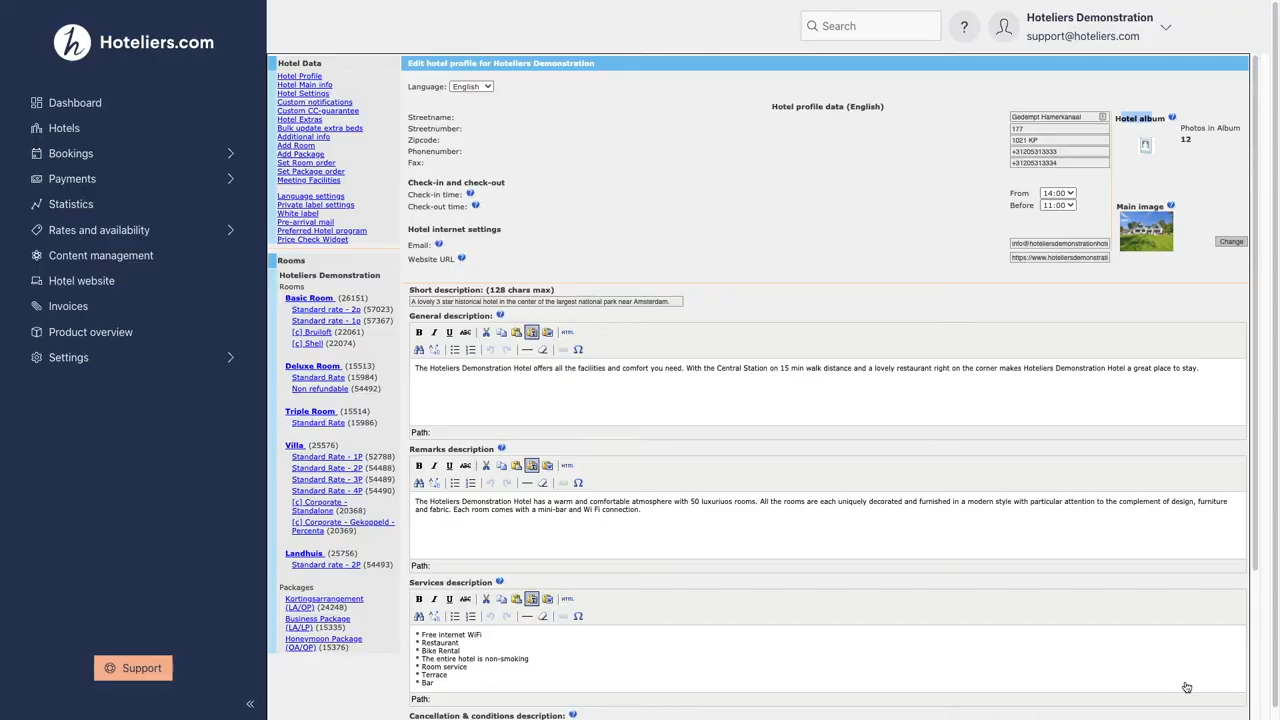 Hoteliers.com
Search
?
Hoteliers Demonstration
support@hoteliers.com
Dashboard
Hotels
Bookings
Payments
Statistics
Rates and availability
Content management
Hotel website
Invoices
Product overview
Settings
Support
Hotel Data
Hotel Profile
Hotel Main info
Hotel Settings
Custom notifications
Custom CC-guarantee
Hotel Extras
Bulk update extra beds
Additional info
Add Room
Add Package
Set Room order
Set Package order
Meeting Facilities
Language settings
Private label settings
White label
Pre-arrival mail
Preferred Hotel program
Price Check Widget
Rooms
Hoteliers Demonstration
Rooms
Basic Room (26151)
Standard rate - 2p (57023)
Standard rate - 1p (57367)
[c] Bruiloft (22061)
[c] Shell (22074)
Deluxe Room (15513)
Standard Rate (15984)
Non refundable (54492)
Triple Room (15514)
Standard Rate (15986)
Villa (25576)
Standard Rate - 1P (52788)
Standard Rate - 2P (54488)
Standard Rate - 3P (54489)
Standard Rate - 4P (54490)
[c] Corporate -
Standalone (20368)
[c] Corporate - Gekoppeld -
Percenta (20369)
Landhuis (25756)
Standard rate - 2P (54493)
Packages
Kortingsarrangement
(LA/OP) (24248)
Business Package
(LA/LP) (15335)
Honeymoon Package
(OA/OP) (15376)
Edit hotel profile for Hoteliers Demonstration
Language: English
Hotel profile data (English)
Streetname: Gedempt Hamerkanaal
Streetnumber: 177
Zipcode: 1021 KP
Phonenumber: +31205313333
Fax: +31205313334
Hotel album
Photos in Album
12
Check-in and check-out
Check-in time: From 14:00
Check-out time: Before 11:00
Main image
Change
Hotel internet settings
Email: info@hoteliersdemonstrationhote
Website URL https://www.hoteliersdemonstrati
Short description: (128 chars max)
A lovely 3 star historical hotel in the center of the largest national park near Amsterdam.
General description:
B I U ABC HTML
Ω
The Hoteliers Demonstration Hotel offers all the facilities and comfort you need. With the Central Station on 15 min walk distance and a lovely restaurant right on the corner makes Hoteliers Demonstration Hotel a great place to stay.
Path:
Remarks description
B I U ABC HTML
Ω
The Hoteliers Demonstration Hotel has a warm and comfortable atmosphere with 50 luxuriuos rooms. All the rooms are each uniquely decorated and furnished in a modern style with particular attention to the complement of design, furniture
and fabric. Each room comes with a mini-bar and Wi Fi connection.
Path:
Services description
B I U ABC HTML
Ω
* Free internet WiFi
* Restaurant
* Bike Rental
* The entire hotel is non-smoking
* Room service
* Terrace
* Bar
Path:
Cancellation & conditions description: